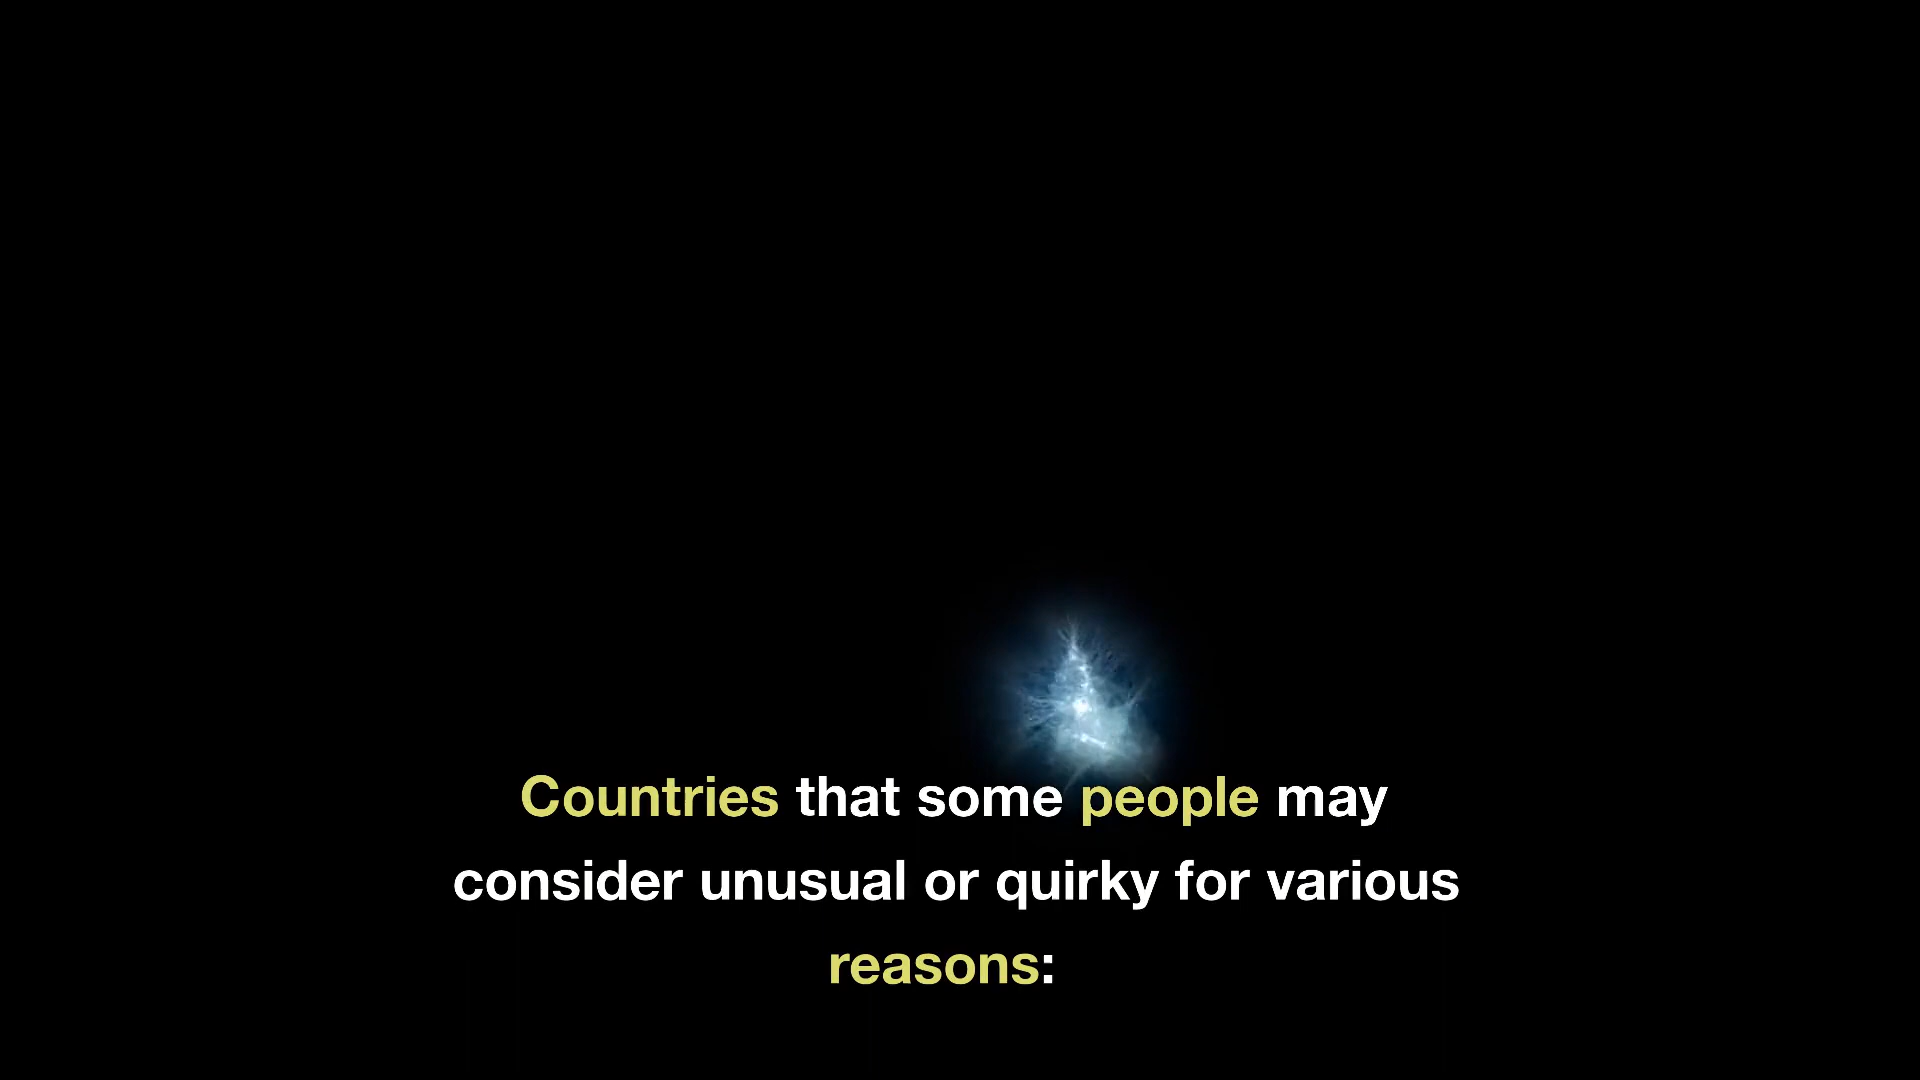 Countries that some people may
consider unusual or quirky for various
reasons: